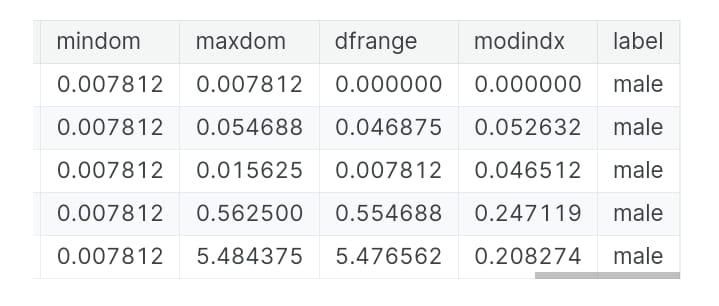 mindom maxdom dfrange modindx label
0.007812 0.007812 0.000000 0.000000 male
0.007812 0.054688 0.046875 0.052632 male
0.007812 0.015625 0.007812 0.046512 male
0.007812 0.562500 0.554688 0.247119 male
0.007812 5.484375 5.476562 0.208274 male